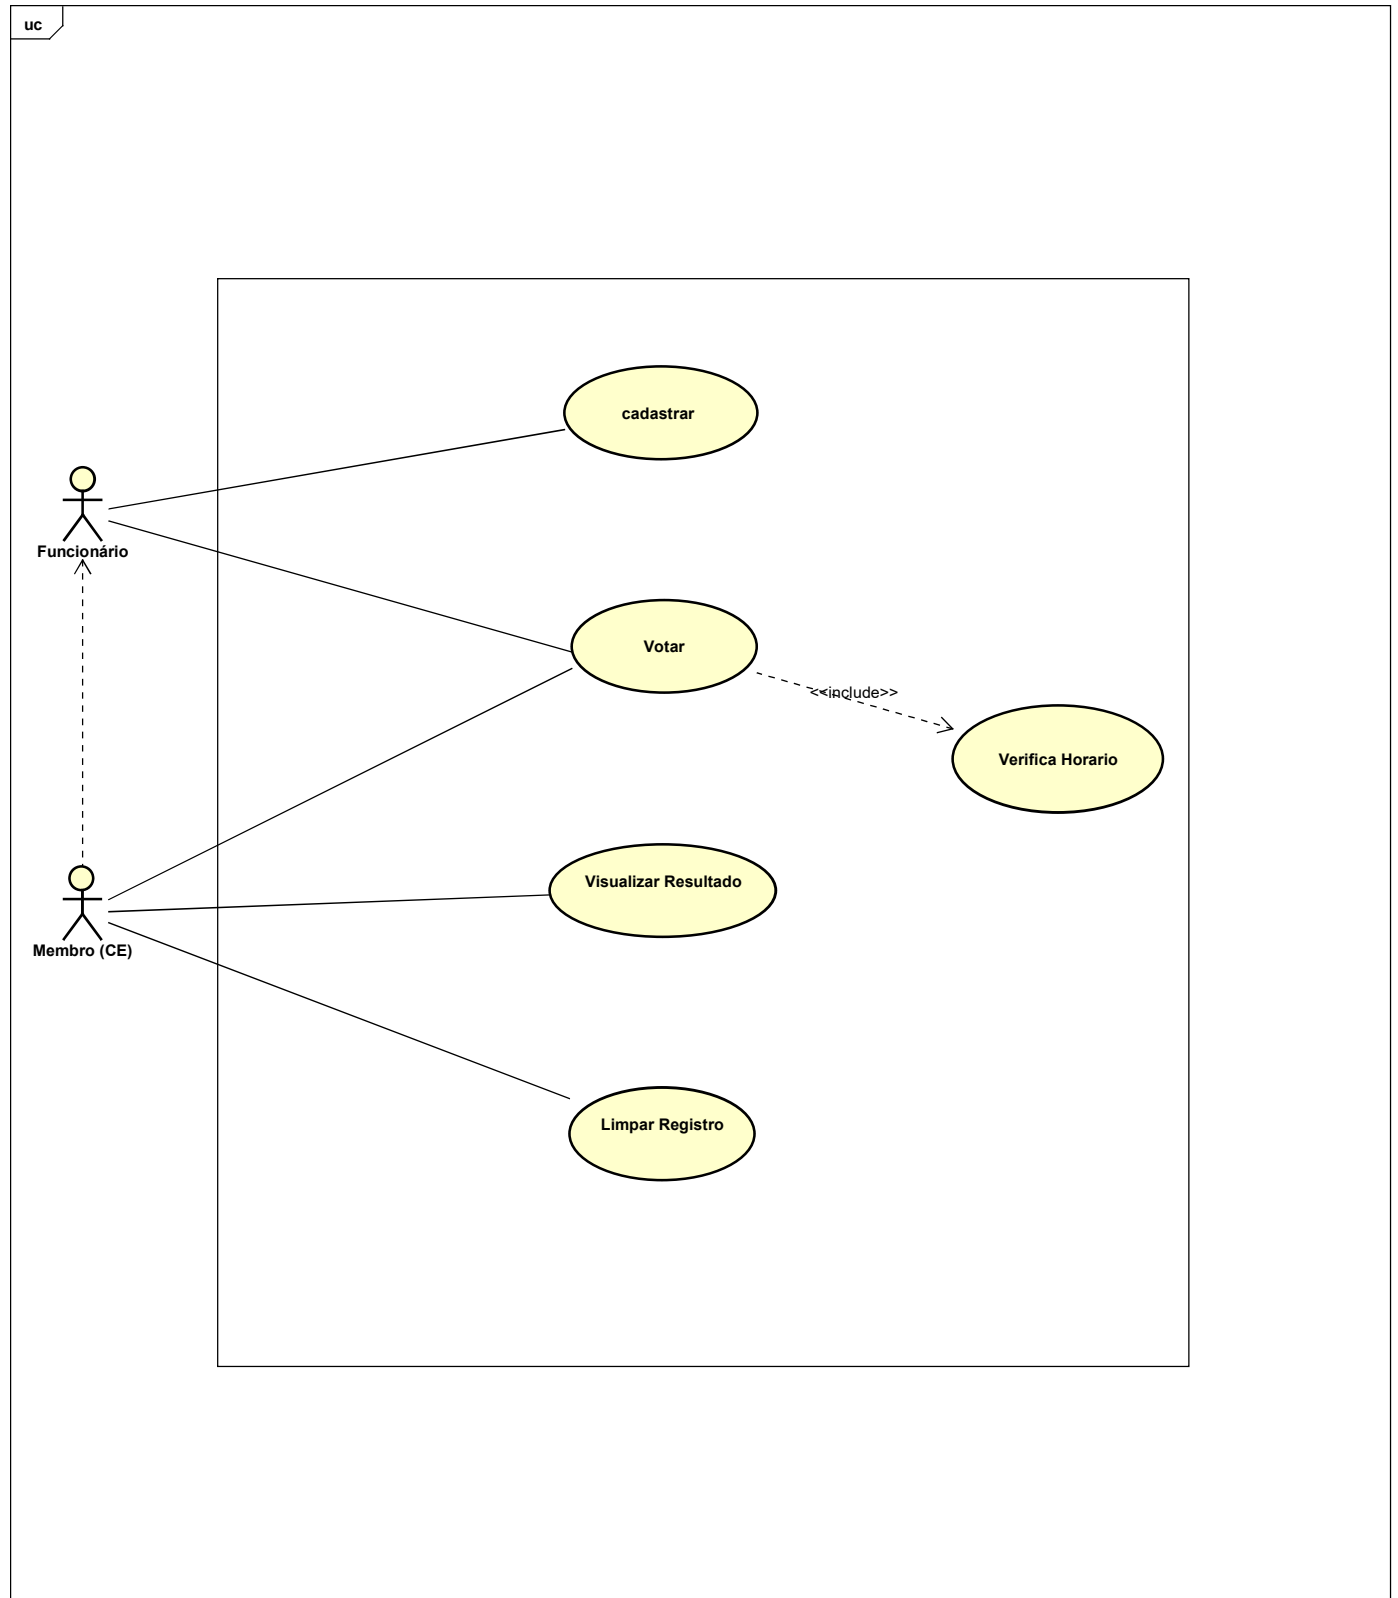 uc
cadastrar
Funcionário
Votar
<<include>>
Verifica Horario
Visualizar Resultado
Membro (CE)
Limpar Registro